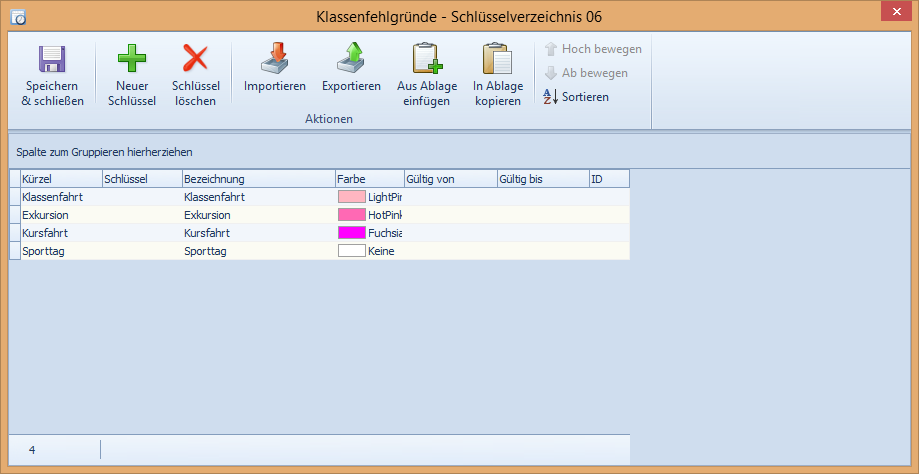 Klassenfehlgründe - Schlüsselverzeichnis 06
Speichern
& schließen
Neuer
Schlüssel
Schlüssel
löschen
Importieren
Exportieren
Aus Ablage
einfügen
In Ablage
kopieren
Hoch bewegen
Ab bewegen
Sortieren
Aktionen
Spalte zum Gruppieren hierherziehen
Kürzel Schlüssel Bezeichnung Farbe Gültig von Gültig bis ID
Klassenfahrt Klassenfahrt LightPin
Exkursion Exkursion HotPink
Kursfahrt Kursfahrt Fuchsia
Sporttag Sporttag Keine
4